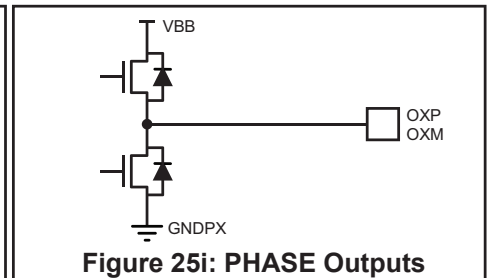 VBB
OXP
OXM
GNDPX
Figure 25i: PHASE Outputs